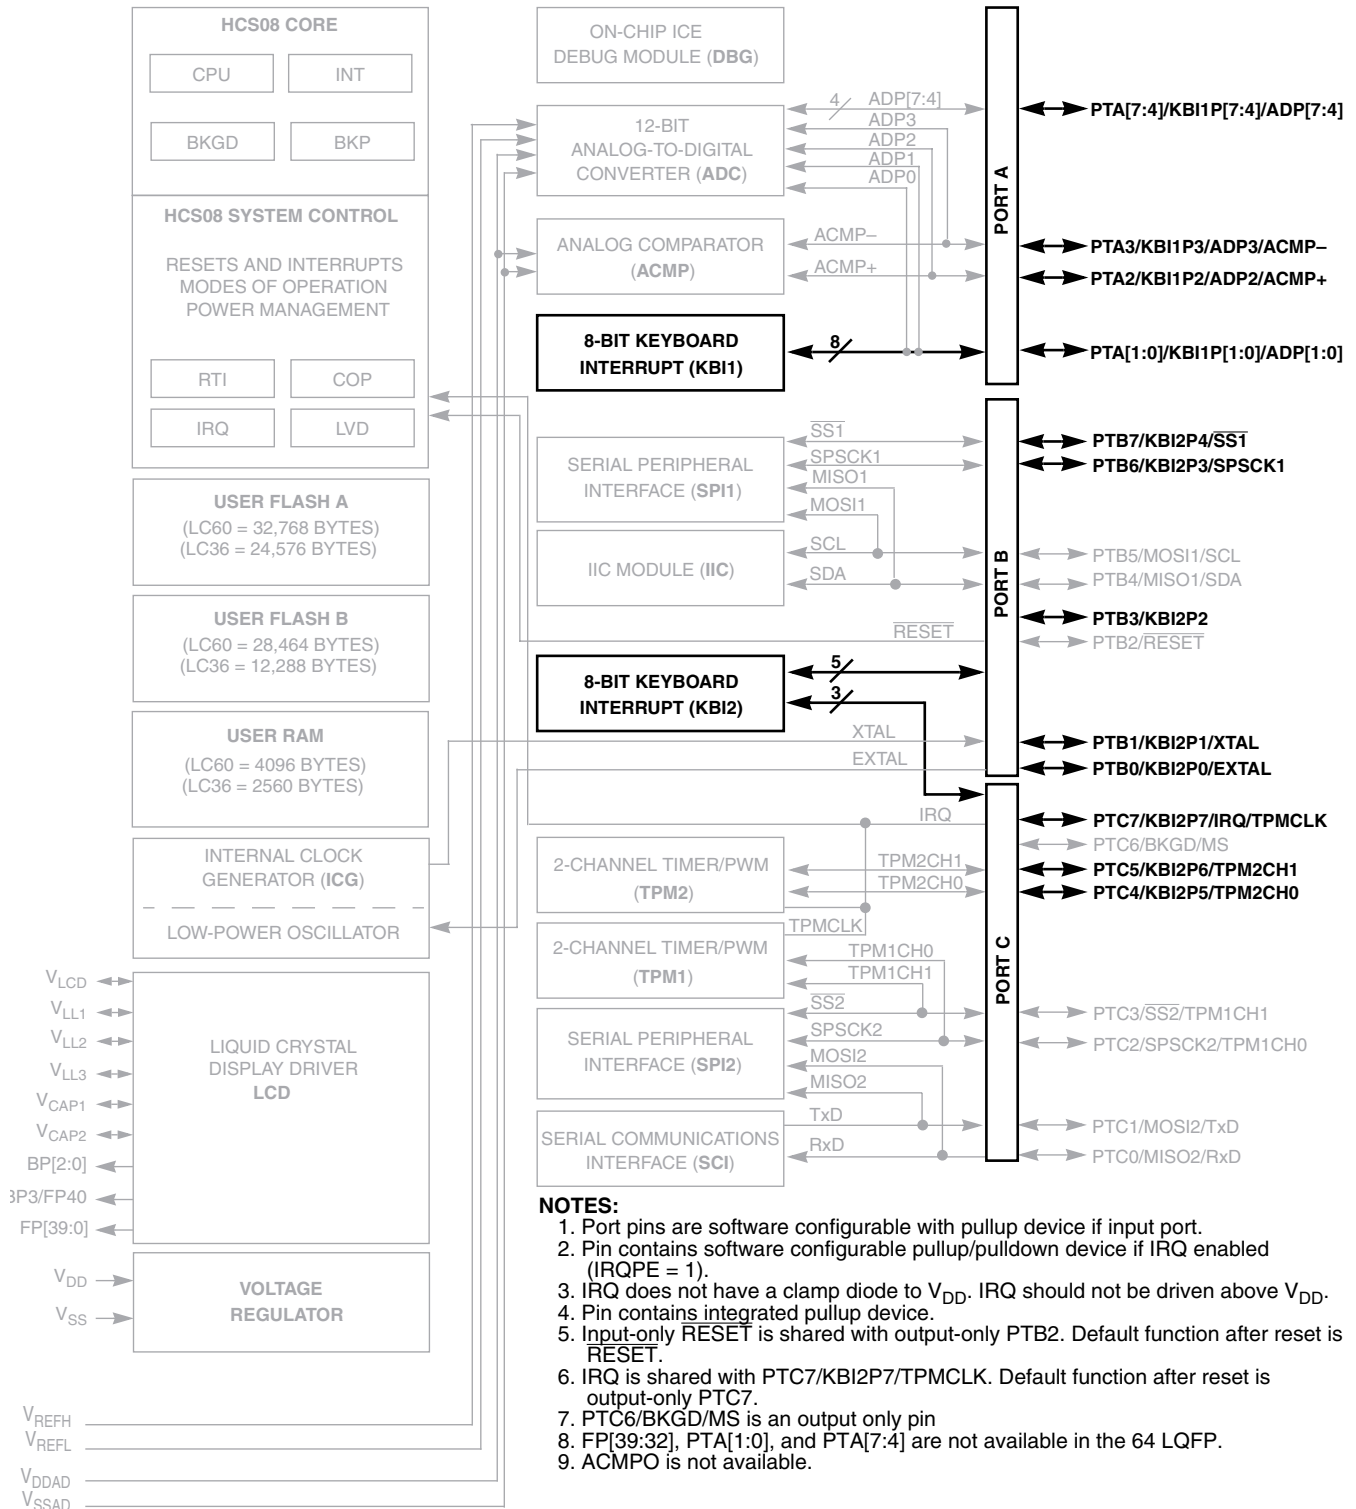 HCS08 CORE
CPU
INT
BKGD
BKP
HCS08 SYSTEM CONTROL
RESETS AND INTERRUPTS
MODES OF OPERATION
POWER MANAGEMENT
RTI
COP
IRQ
LVD
USER FLASH A
(LC60 = 32,768 BYTES)
(LC36 = 24,576 BYTES)
USER FLASH B
(LC60 = 28,464 BYTES)
(LC36 = 12,288 BYTES)
USER RAM
(LC60 = 4096 BYTES)
(LC36 = 2560 BYTES)
INTERNAL CLOCK
GENERATOR (ICG)
LOW-POWER OSCILLATOR
VLCD
VLL1
VLL2
VLL3
VCAP1
VCAP2
BP[2:0]
BP3/FP40
FP[39:0]
LIQUID CRYSTAL
DISPLAY DRIVER
LCD
VDD
VSS
VOLTAGE
REGULATOR
VREFH
VREFL
VDDAD
VSSAD
ON-CHIP ICE
DEBUG MODULE (DBG)
12-BIT
ANALOG-TO-DIGITAL
CONVERTER (ADC)
4
ADP[7:4]
ADP3
ADP2
ADP1
ADP0
ANALOG COMPARATOR
(ACMP)
ACMP–
ACMP+
8-BIT KEYBOARD
INTERRUPT (KBI1)
8
SERIAL PERIPHERAL
INTERFACE (SPI1)
SS1
SPSCK1
MISO1
MOSI1
IIC MODULE (IIC)
SCL
SDA
RESET
8-BIT KEYBOARD
INTERRUPT (KBI2)
5
3
XTAL
EXTAL
IRQ
2-CHANNEL TIMER/PWM
(TPM2)
TPM2CH1
TPM2CH0
TPMCLK
2-CHANNEL TIMER/PWM
(TPM1)
TPM1CH0
TPM1CH1
SERIAL PERIPHERAL
INTERFACE (SPI2)
SS2
SPSCK2
MOSI2
MISO2
SERIAL COMMUNICATIONS
INTERFACE (SCI)
TxD
RxD
PORT A
PTA[7:4]/KBI1P[7:4]/ADP[7:4]
PTA3/KBI1P3/ADP3/ACMP–
PTA2/KBI1P2/ADP2/ACMP+
PTA[1:0]/KBI1P[1:0]/ADP[1:0]
PORT B
PTB7/KBI2P4/SS1
PTB6/KBI2P3/SPSCK1
PTB5/MOSI1/SCL
PTB4/MISO1/SDA
PTB3/KBI2P2
PTB2/RESET
PTB1/KBI2P1/XTAL
PTB0/KBI2P0/EXTAL
PORT C
PTC7/KBI2P7/IRQ/TPMCLK
PTC6/BKGD/MS
PTC5/KBI2P6/TPM2CH1
PTC4/KBI2P5/TPM2CH0
PTC3/SS2/TPM1CH1
PTC2/SPSCK2/TPM1CH0
PTC1/MOSI2/TxD
PTC0/MISO2/RxD
NOTES:
1. Port pins are software configurable with pullup device if input port.
2. Pin contains software configurable pullup/pulldown device if IRQ enabled
(IRQPE = 1).
3. IRQ does not have a clamp diode to VDD. IRQ should not be driven above VDD.
4. Pin contains integrated pullup device.
5. Input-only RESET is shared with output-only PTB2. Default function after reset is
RESET.
6. IRQ is shared with PTC7/KBI2P7/TPMCLK. Default function after reset is
output-only PTC7.
7. PTC6/BKGD/MS is an output only pin
8. FP[39:32], PTA[1:0], and PTA[7:4] are not available in the 64 LQFP.
9. ACMPO is not available.